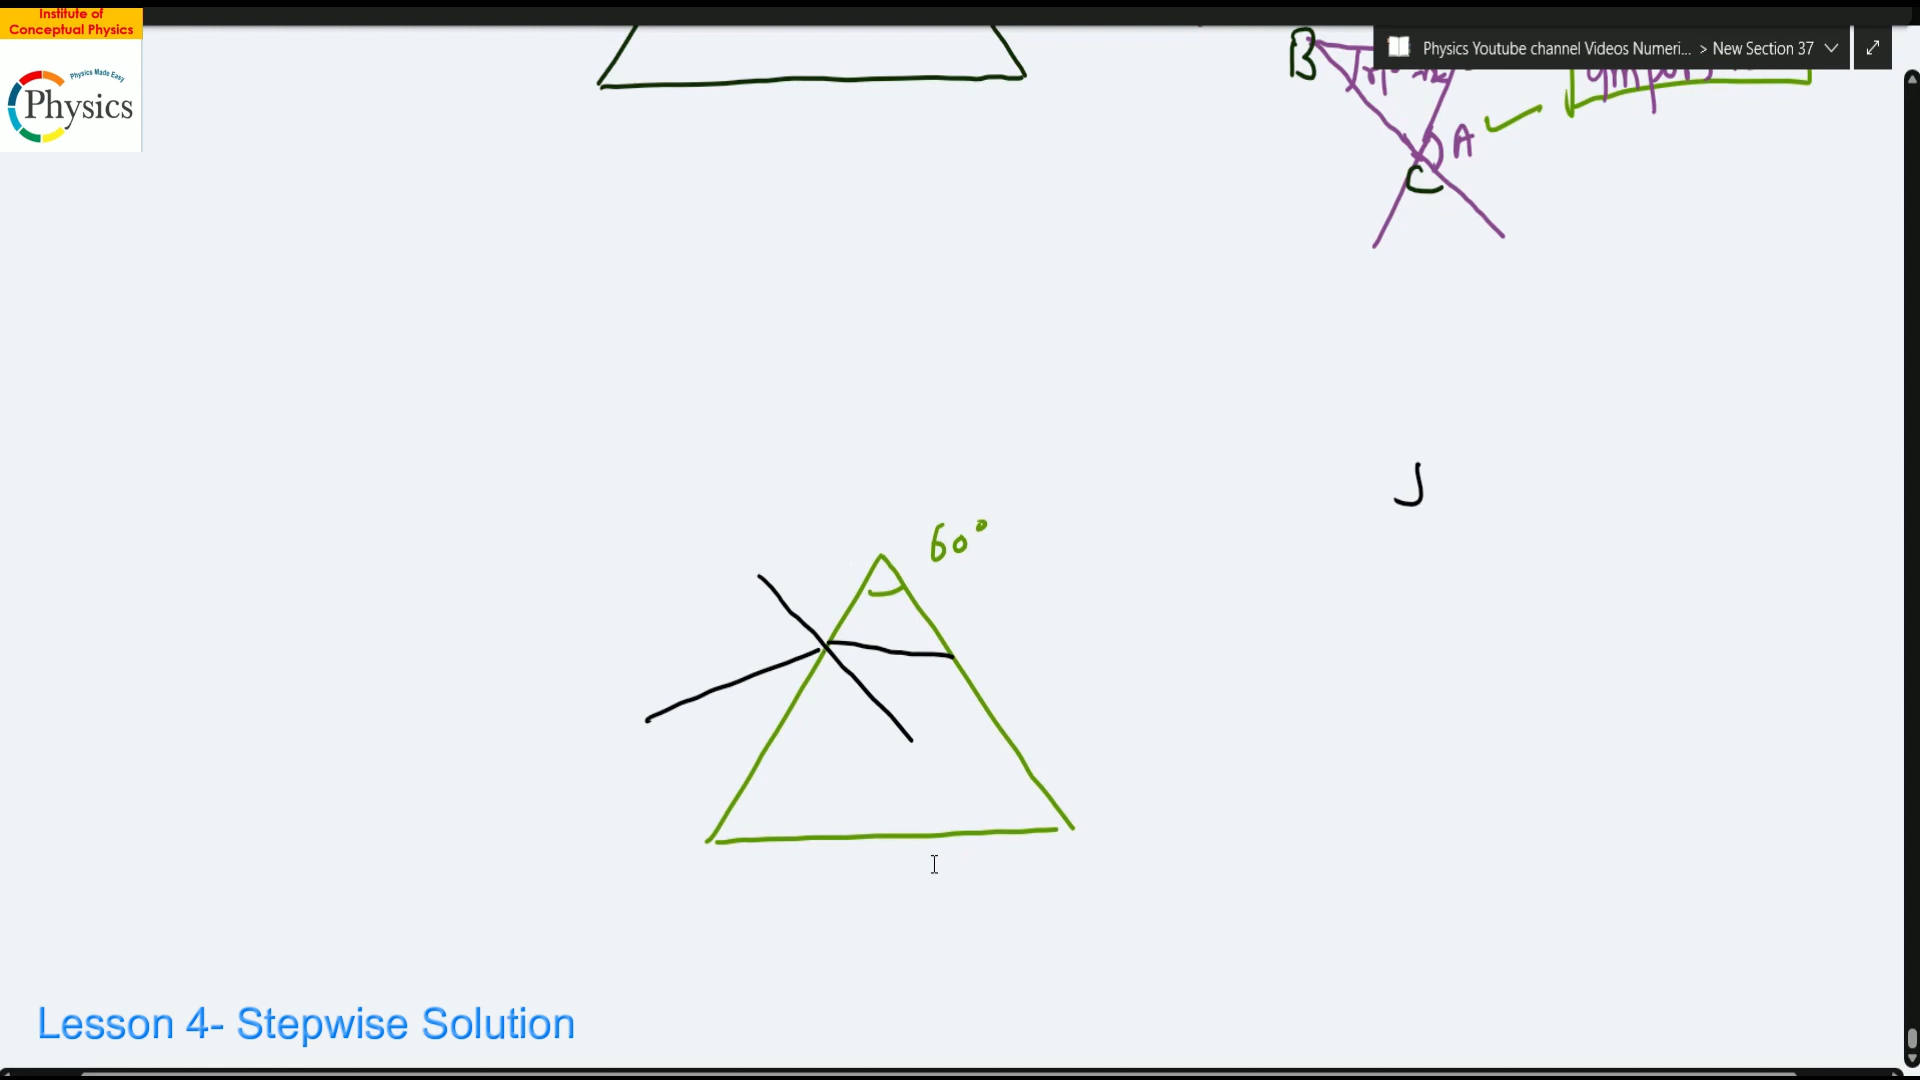 Institute of
Conceptual Physics
Physics Made Easy
Physics
Physics Youtube channel Videos Numeri... > New Section 37
B
A
C
60°
Lesson 4- Stepwise Solution